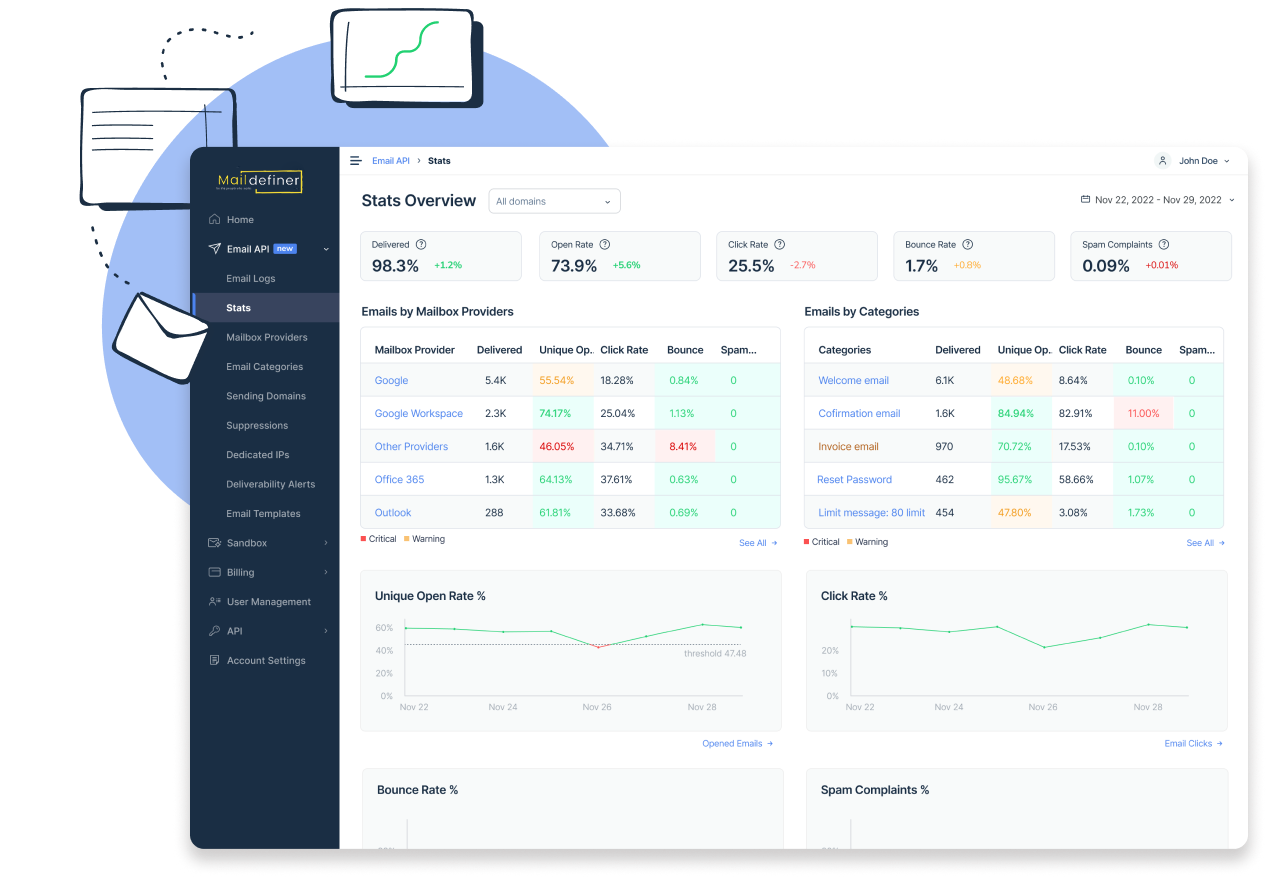 Maildefiner
Home
Email API new
Email Logs
Stats
Mailbox Providers
Email Categories
Sending Domains
Suppressions
Dedicated IPs
Deliverability Alerts
Email Templates
Sandbox
Billing
User Management
API
Account Settings
Email API › Stats
John Doe
Stats Overview
All domains
Nov 22, 2022 - Nov 29, 2022
Delivered ?
98.3% +1.2%
Open Rate ?
73.9% +5.6%
Click Rate ?
25.5% -2.7%
Bounce Rate ?
1.7% +0.8%
Spam Complaints ?
0.09% +0.01%
Emails by Mailbox Providers
Mailbox Provider Delivered Unique Op.. Click Rate Bounce Spam...
Google 5.4K 55.54% 18.28% 0.84% 0
Google Workspace 2.3K 74.17% 25.04% 1.13% 0
Other Providers 1.6K 46.05% 34.71% 8.41% 0
Office 365 1.3K 64.13% 37.61% 0.63% 0
Outlook 288 61.81% 33.68% 0.69% 0
Critical Warning
See All →
Emails by Categories
Categories Delivered Unique Op.. Click Rate Bounce Spam...
Welcome email 6.1K 48.68% 8.64% 0.10% 0
Cofirmation email 1.6K 84.94% 82.91% 11.00% 0
Invoice email 970 70.72% 17.53% 0.10% 0
Reset Password 462 95.67% 58.66% 1.07% 0
Limit message: 80 limit 454 47.80% 3.08% 1.73% 0
Critical Warning
See All →
Unique Open Rate %
60%
40%
threshold 47.48
20%
0%
Nov 22 Nov 24 Nov 26 Nov 28
Opened Emails →
Click Rate %
20%
10%
0%
Nov 22 Nov 24 Nov 26 Nov 28
Email Clicks →
Bounce Rate %
Spam Complaints %